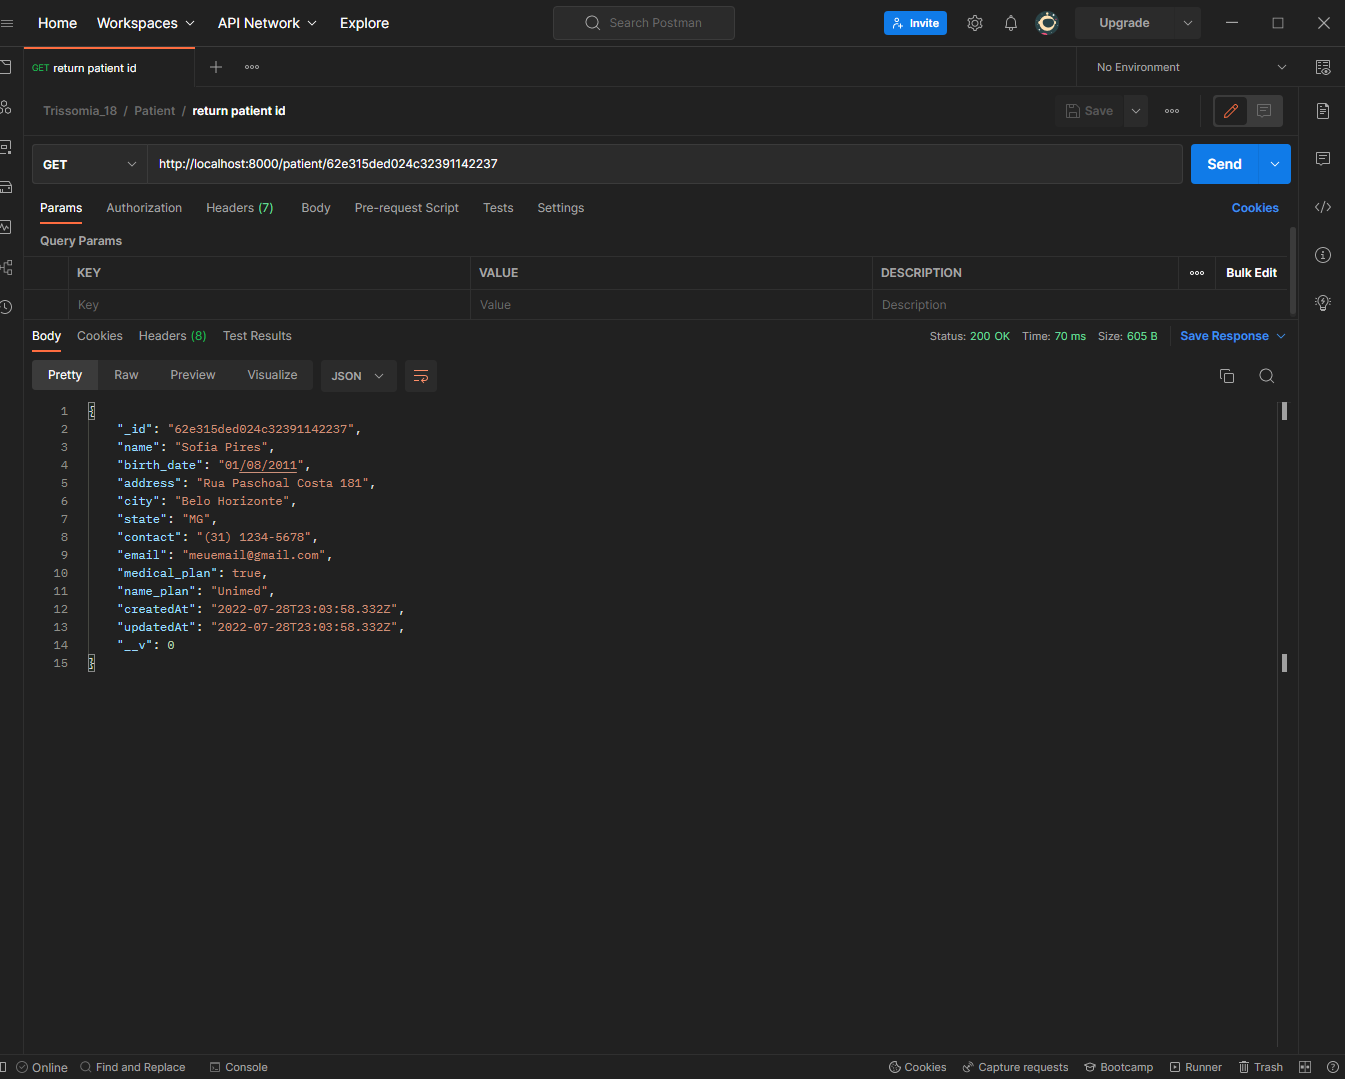 Home Workspaces API Network Explore Search Postman Invite Upgrade
GET return patient id No Environment
Trissomia_18 / Patient / return patient id Save
GET http://localhost:8000/patient/62e315ded024c32391142237 Send
Params Authorization Headers (7) Body Pre-request Script Tests Settings Cookies
Query Params
KEY VALUE DESCRIPTION Bulk Edit
Key Value Description
Body Cookies Headers (8) Test Results Status: 200 OK Time: 70 ms Size: 605 B Save Response
Pretty Raw Preview Visualize JSON
1 {
2 "_id": "62e315ded024c32391142237",
3 "name": "Sofia Pires",
4 "birth_date": "01/08/2011",
5 "address": "Rua Paschoal Costa 181",
6 "city": "Belo Horizonte",
7 "state": "MG",
8 "contact": "(31) 1234-5678",
9 "email": "meuemail@gmail.com",
10 "medical_plan": true,
11 "name_plan": "Unimed",
12 "createdAt": "2022-07-28T23:03:58.332Z",
13 "updatedAt": "2022-07-28T23:03:58.332Z",
14 "__v": 0
15 }
Online Find and Replace Console Cookies Capture requests Bootcamp Runner Trash